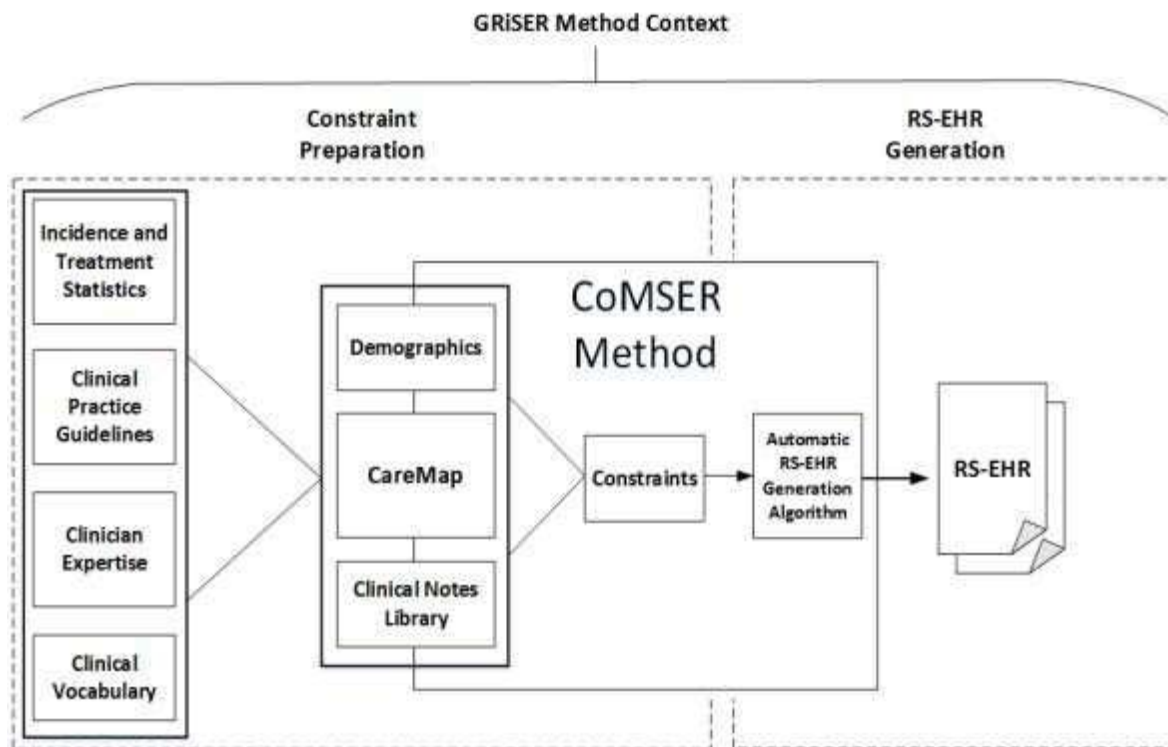 GRiSER Method Context
Constraint
Preparation
RS-EHR
Generation
Incidence and
Treatment
Statistics
Clinical
Practice
Guidelines
Clinician
Expertise
Clinical
Vocabulary
Demographics
CareMap
Clinical Notes
Library
CoMSER
Method
Constraints
Automatic
RS-EHR
Generation
Algorithm
RS-EHR